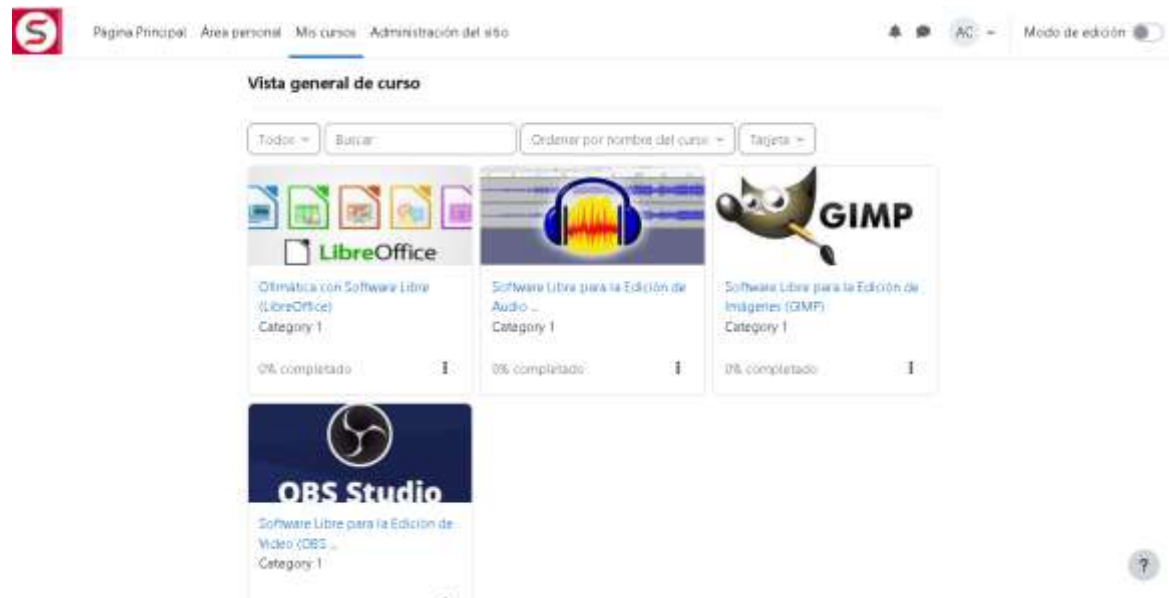 S
Página Principal Área personal Mis cursos Administración del sitio AC Modo de edición
Vista general de curso
Todos Buscar Ordenar por nombre del curso Tarjeta
LibreOffice
GIMP
Ofimática con Software Libre
(LibreOffice)
Category 1
0% completado
Software Libre para la Edición de
Audio ...
Category 1
0% completado
Software Libre para la Edición de
Imágenes (GIMP)
Category 1
0% completado
OBS Studio
Software Libre para la Edición de
Video (OBS ...
Category 1
?